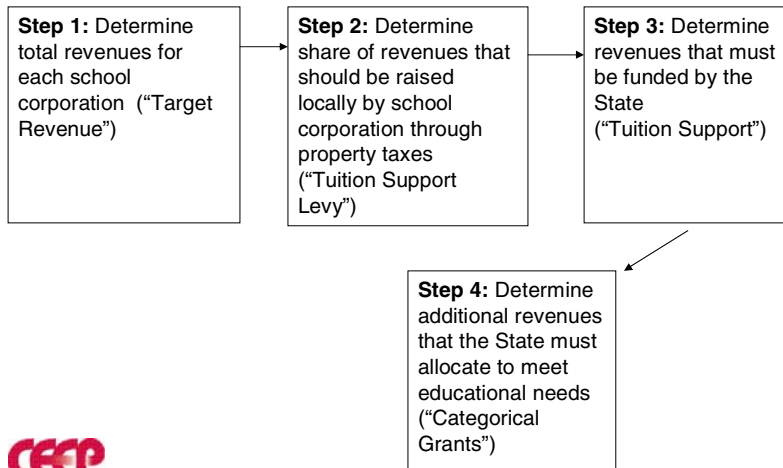 Step 1: Determine
total revenues for
each school
corporation (“Target
Revenue”)
Step 2: Determine
share of revenues that
should be raised
locally by school
corporation through
property taxes
(“Tuition Support
Levy”)
Step 3: Determine
revenues that must
be funded by the
State
(“Tuition Support”)
Step 4: Determine
additional revenues
that the State must
allocate to meet
educational needs
(“Categorical
Grants”)
CEEP